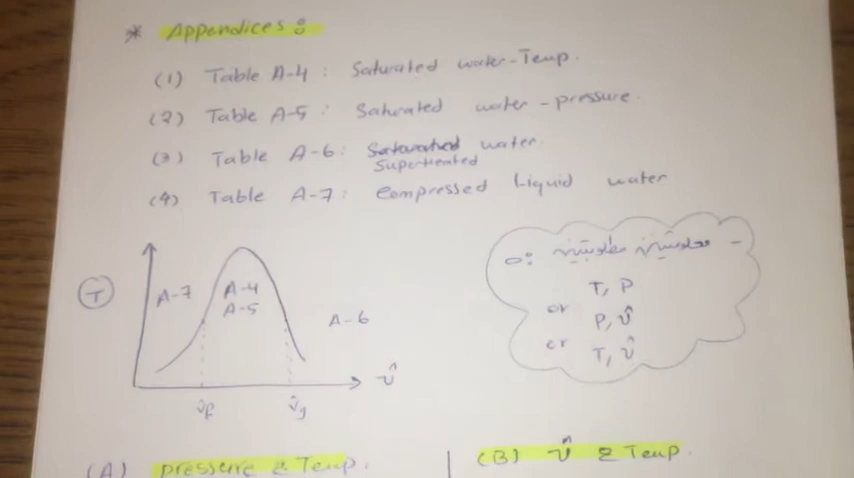 * Appendices:
(1) Table A-4: Saturated water-Temp.
(2) Table A-5: Saturated water-pressure.
(3) Table A-6: Saturated water.
Superheated
(4) Table A-7: Compressed Liquid water
T
A-7
A-4
A-5
A-6
v̂
v̂f
v̂g
T, P
or P, v̂
or T, v̂
(A) pressure & Temp.
(B) v̂ & Temp.